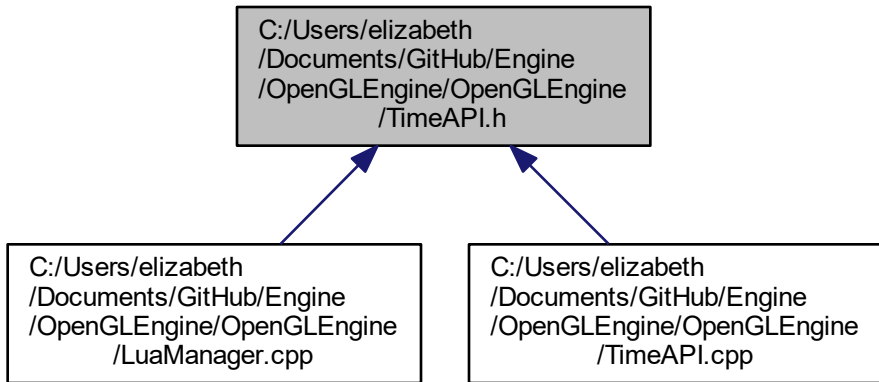 C:/Users/elizabeth
/Documents/GitHub/Engine
/OpenGLEngine/OpenGLEngine
/TimeAPI.h
C:/Users/elizabeth
/Documents/GitHub/Engine
/OpenGLEngine/OpenGLEngine
/LuaManager.cpp
C:/Users/elizabeth
/Documents/GitHub/Engine
/OpenGLEngine/OpenGLEngine
/TimeAPI.cpp